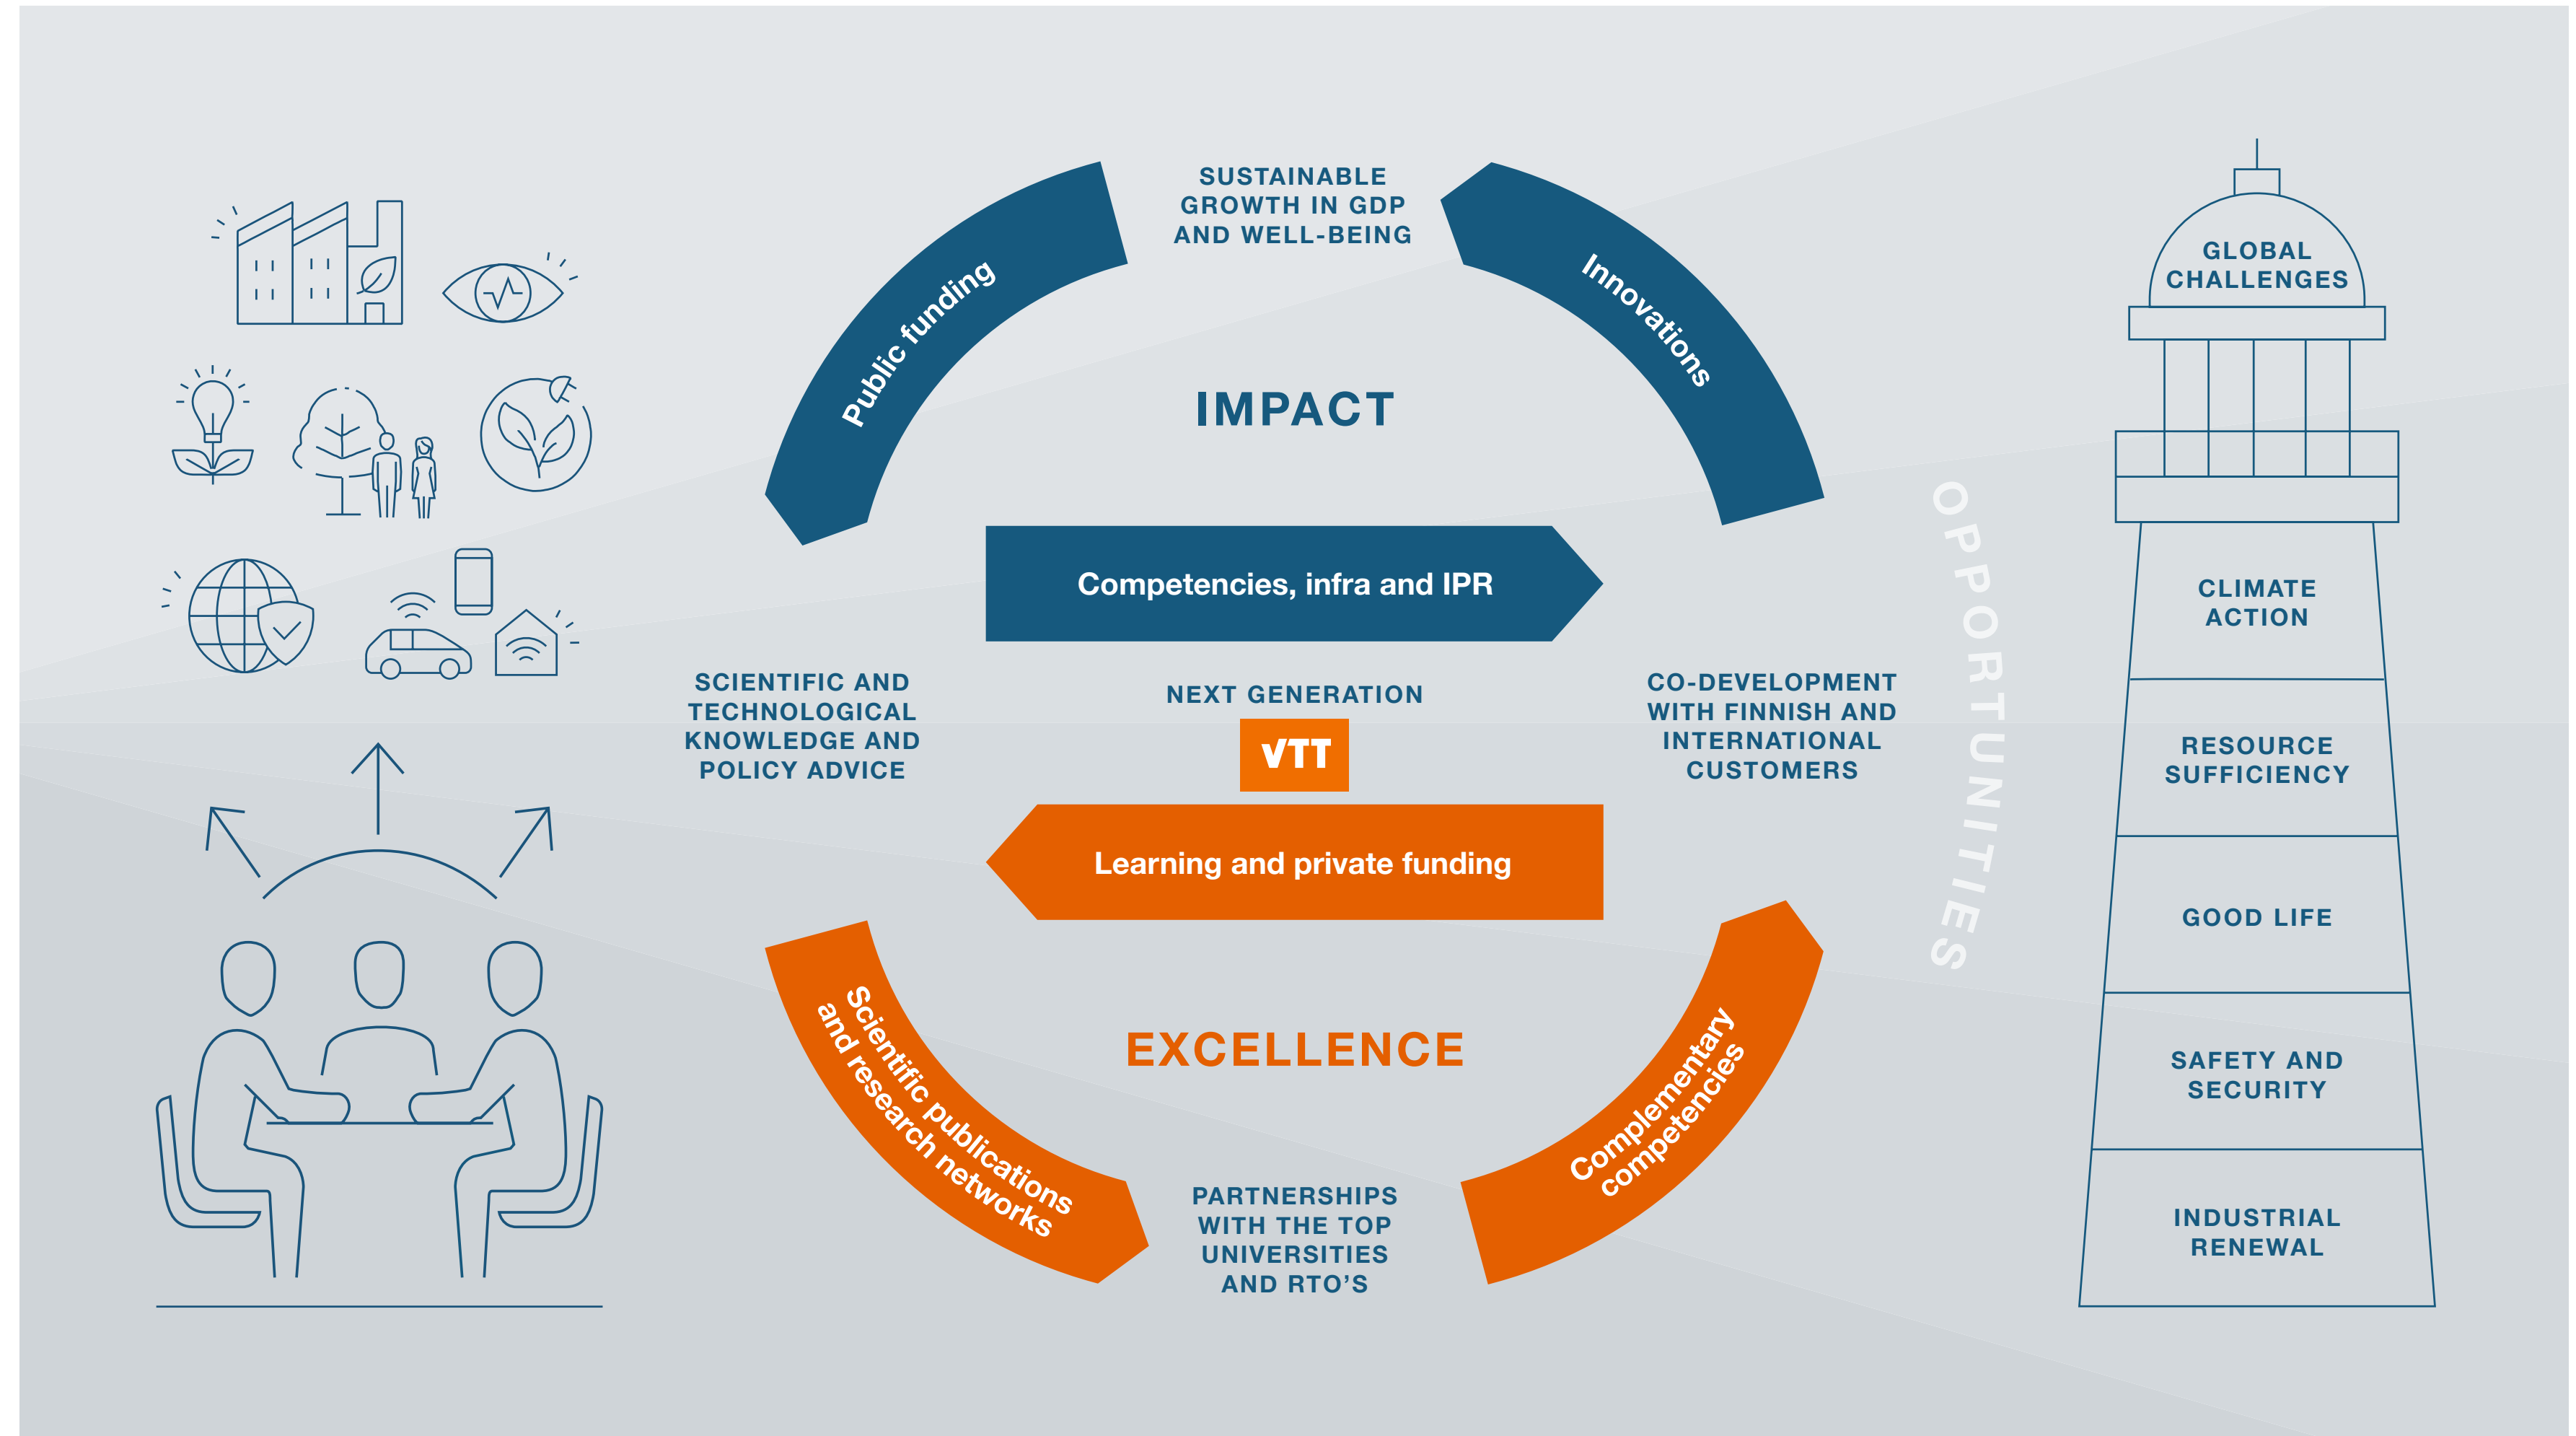 SUSTAINABLE
GROWTH IN GDP
AND WELL-BEING
Public funding
Innovations
IMPACT
Competencies, infra and IPR
SCIENTIFIC AND
TECHNOLOGICAL
KNOWLEDGE AND
POLICY ADVICE
NEXT GENERATION
VTT
CO-DEVELOPMENT
WITH FINNISH AND
INTERNATIONAL
CUSTOMERS
Learning and private funding
EXCELLENCE
Scientific publications
and research networks
Complementary
competencies
PARTNERSHIPS
WITH THE TOP
UNIVERSITIES
AND RTO’S
OPPORTUNITIES
GLOBAL
CHALLENGES
CLIMATE
ACTION
RESOURCE
SUFFICIENCY
GOOD LIFE
SAFETY AND
SECURITY
INDUSTRIAL
RENEWAL